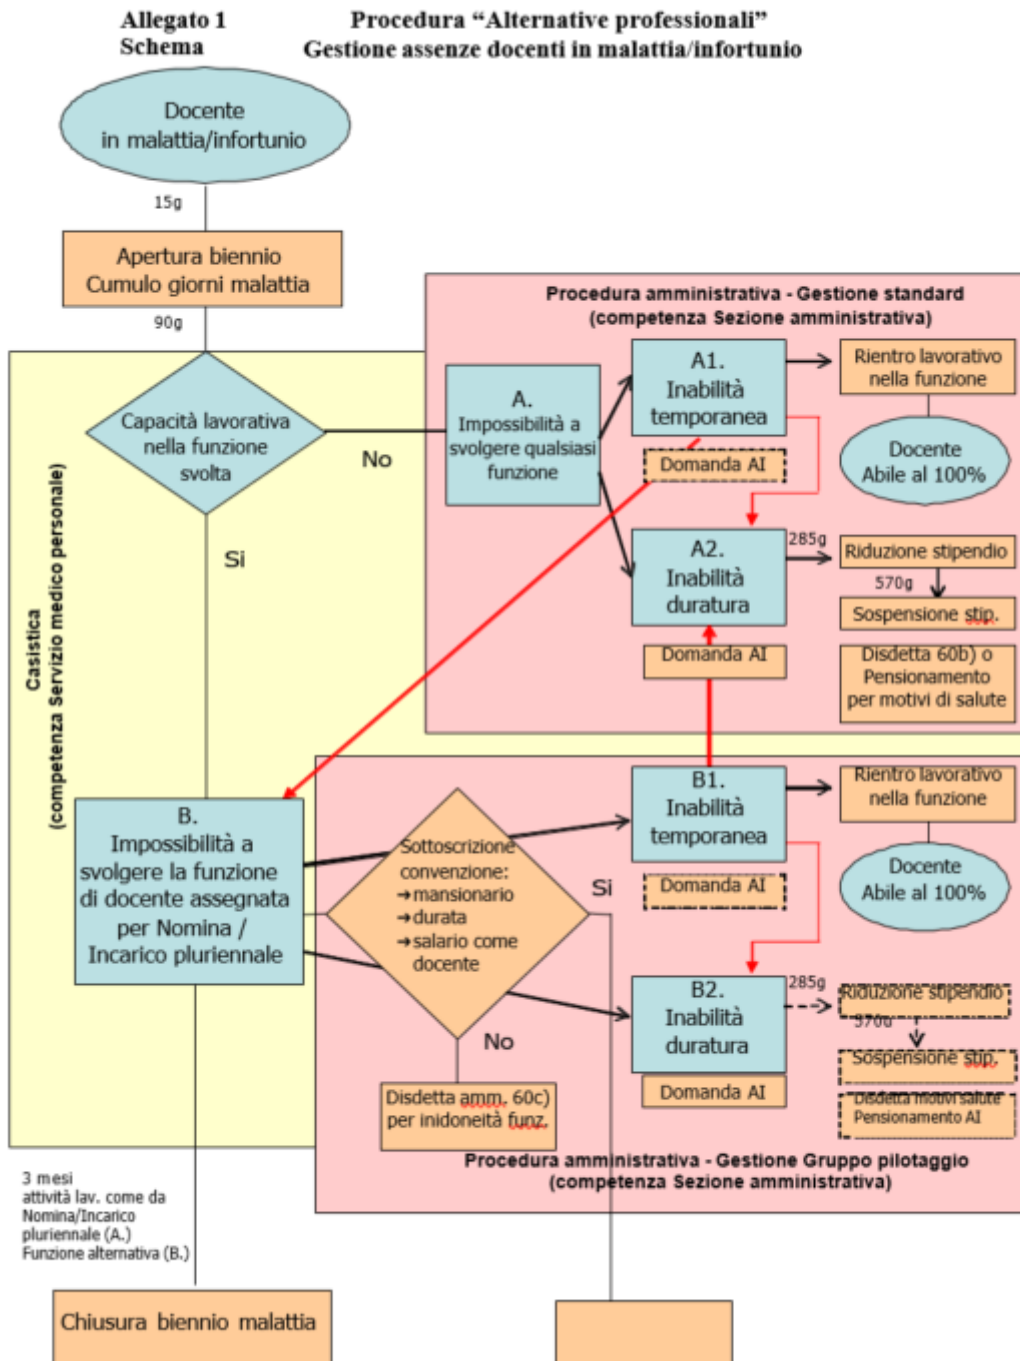 Allegato 1
Schema
Procedura “Alternative professionali”
Gestione assenze docenti in malattia/infortunio
Docente
in malattia/infortunio
15g
Apertura biennio
Cumulo giorni malattia
90g
Casistica
(competenza Servizio medico personale)
Capacità lavorativa
nella funzione
svolta
No
Si
Procedura amministrativa - Gestione standard
(competenza Sezione amministrativa)
A.
Impossibilità a
svolgere qualsiasi
funzione
A1.
Inabilità
temporanea
Domanda AI
Rientro lavorativo
nella funzione
Docente
Abile al 100%
A2.
Inabilità
duratura
Domanda AI
285g
Riduzione stipendio
570g
Sospensione stip.
Disdetta 60b) o
Pensionamento
per motivi di salute
B.
Impossibilità a
svolgere la funzione
di docente assegnata
per Nomina /
Incarico pluriennale
Sottoscrizione
convenzione:
➔mansionario
➔durata
➔salario come
docente
Si
No
Disdetta amm. 60c)
per inidoneità funz.
B1.
Inabilità
temporanea
Domanda AI
Rientro lavorativo
nella funzione
Docente
Abile al 100%
B2.
Inabilità
duratura
Domanda AI
285g
Riduzione stipendio
570g
Sospensione stip.
Disdetta motivi salute
Pensionamento AI
Procedura amministrativa - Gestione Gruppo pilotaggio
(competenza Sezione amministrativa)
3 mesi
attività lav. come da
Nomina/Incarico
pluriennale (A.)
Funzione alternativa (B.)
Chiusura biennio malattia